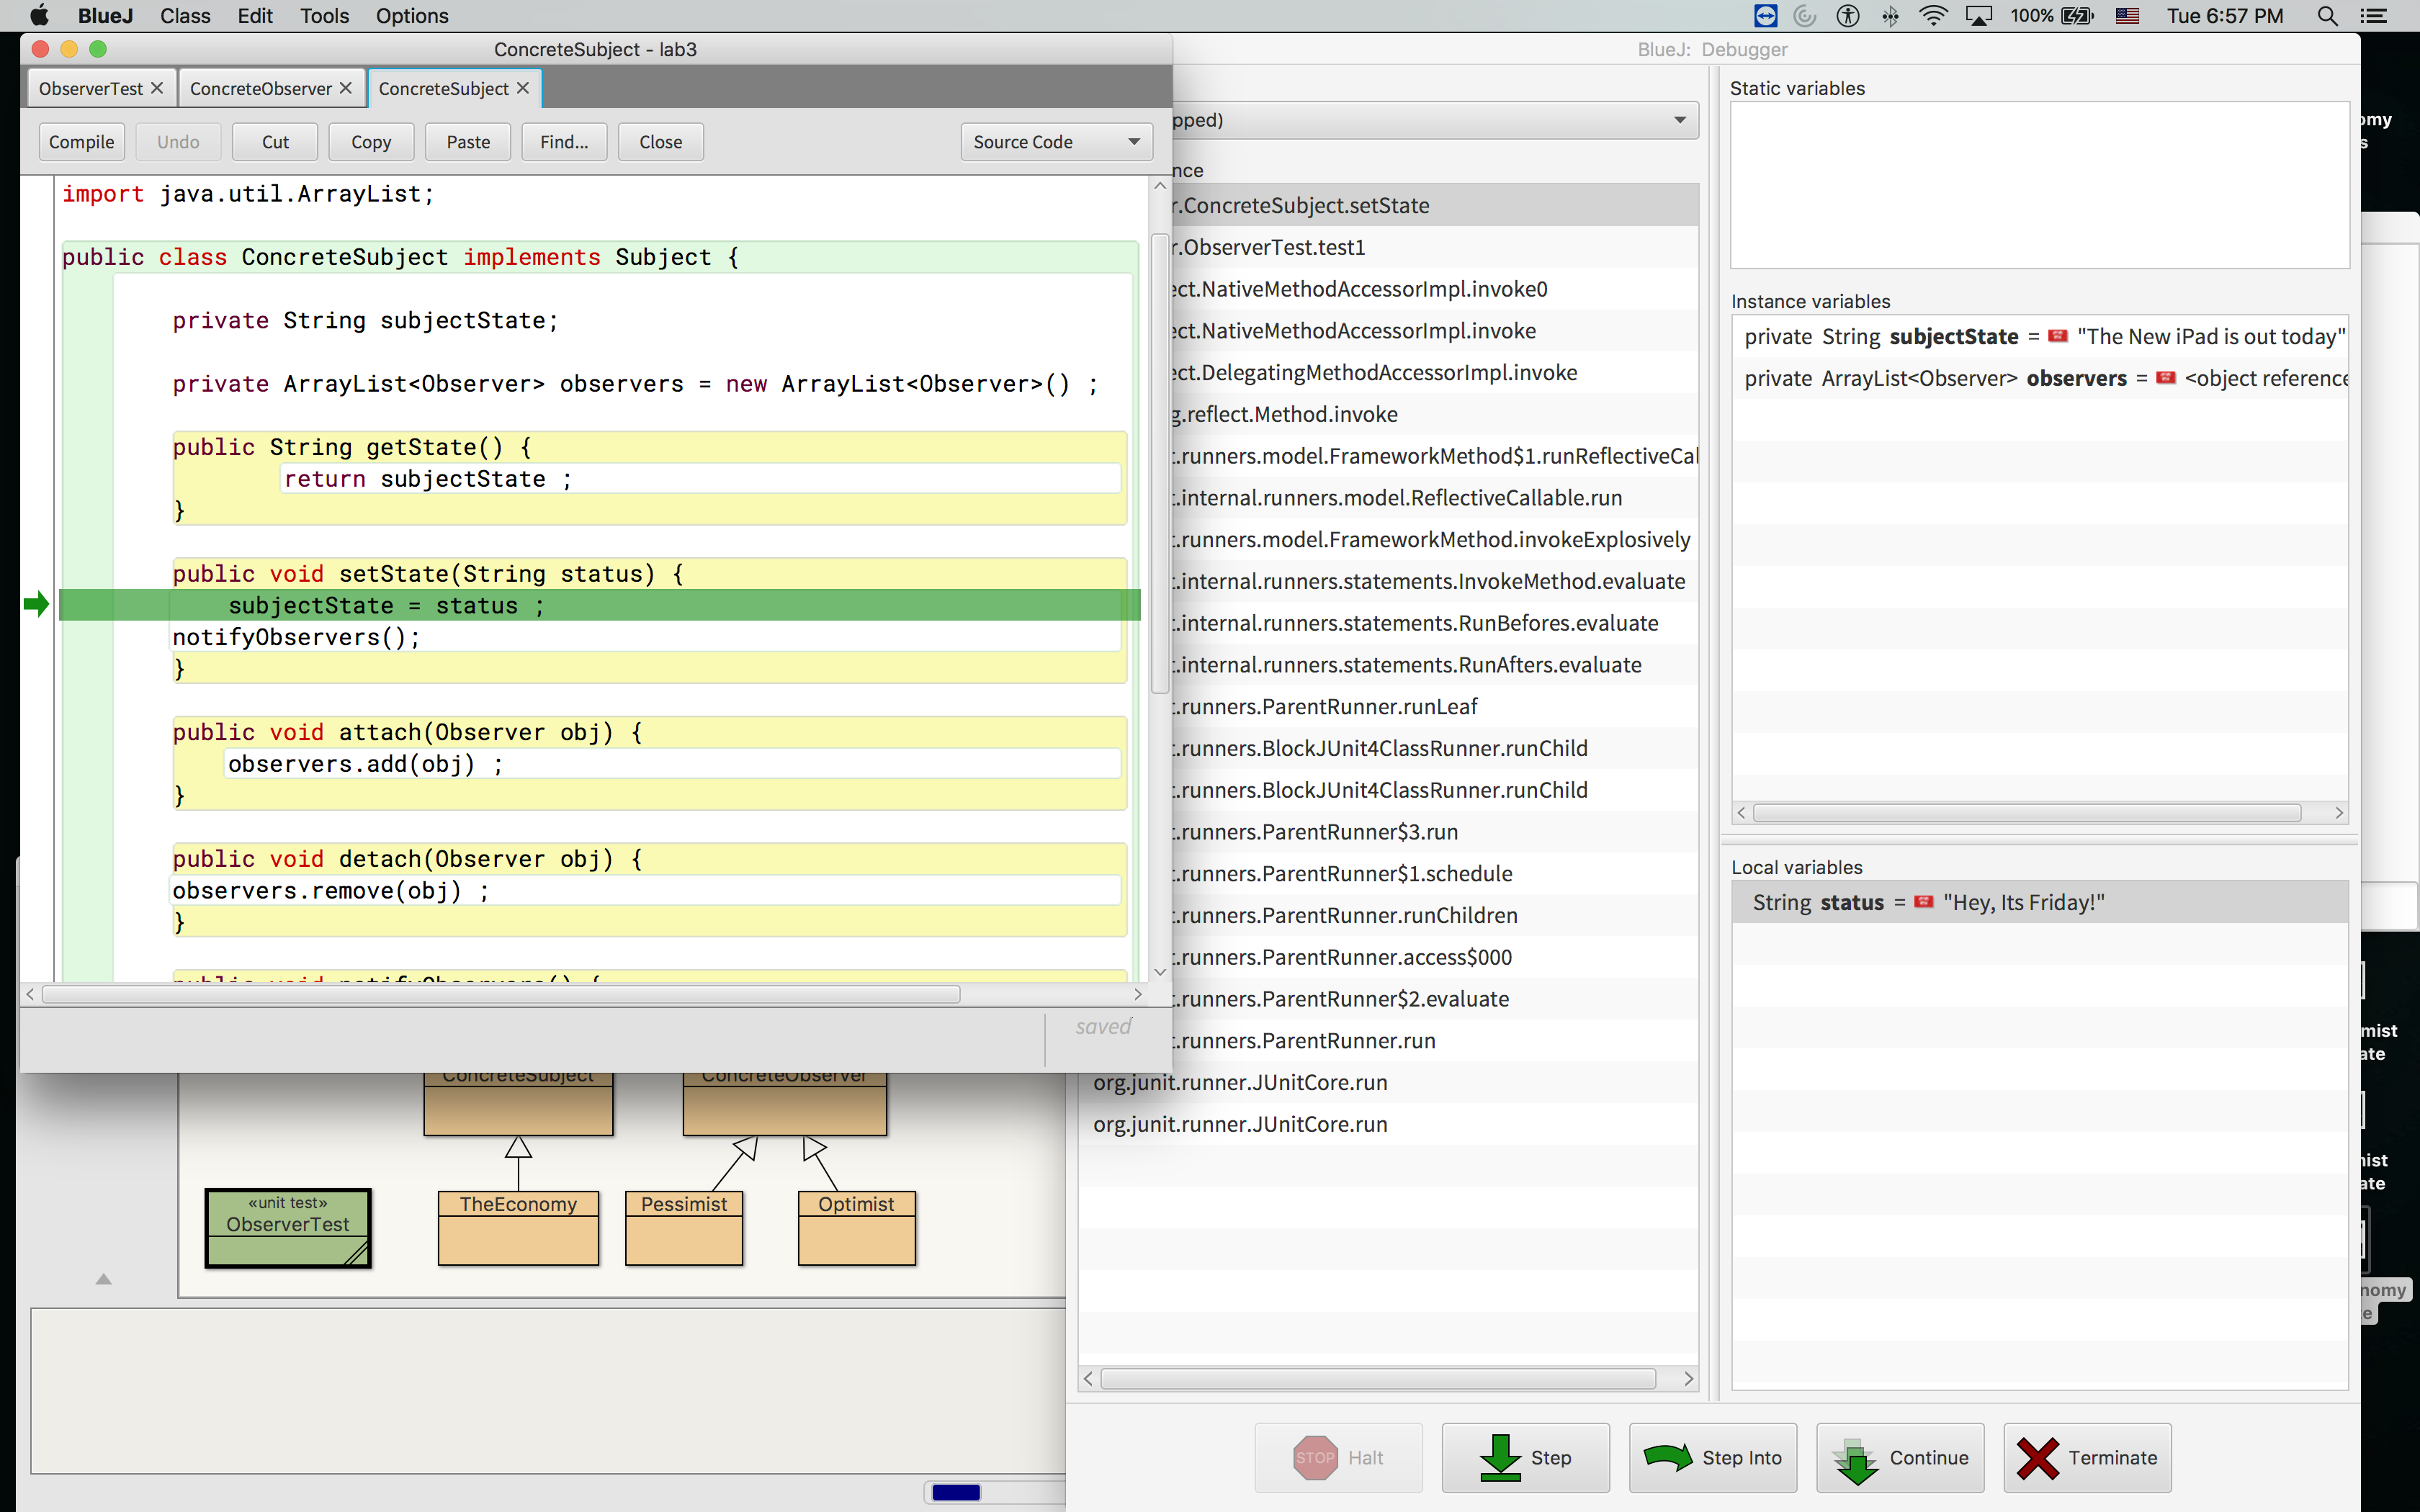 BlueJ Class Edit Tools Options
100% Tue 6:57 PM
ConcreteSubject - lab3
ObserverTest ConcreteObserver ConcreteSubject
Compile Undo Cut Copy Paste Find... Close Source Code
import java.util.ArrayList;
public class ConcreteSubject implements Subject {
private String subjectState;
private ArrayList<Observer> observers = new ArrayList<Observer>() ;
public String getState() {
return subjectState ;
}
public void setState(String status) {
subjectState = status ;
notifyObservers();
}
public void attach(Observer obj) {
observers.add(obj) ;
}
public void detach(Observer obj) {
observers.remove(obj) ;
}
public void notifyObservers() {
saved
ConcreteSubject ConcreteObserver
«unit test»
ObserverTest
TheEconomy Pessimist Optimist
BlueJ: Debugger
pped)
nce
r.ConcreteSubject.setState
r.ObserverTest.test1
ect.NativeMethodAccessorImpl.invoke0
ect.NativeMethodAccessorImpl.invoke
ect.DelegatingMethodAccessorImpl.invoke
g.reflect.Method.invoke
t.runners.model.FrameworkMethod$1.runReflectiveCal
t.internal.runners.model.ReflectiveCallable.run
t.runners.model.FrameworkMethod.invokeExplosively
t.internal.runners.statements.InvokeMethod.evaluate
t.internal.runners.statements.RunBefores.evaluate
t.internal.runners.statements.RunAfters.evaluate
t.runners.ParentRunner.runLeaf
t.runners.BlockJUnit4ClassRunner.runChild
t.runners.BlockJUnit4ClassRunner.runChild
t.runners.ParentRunner$3.run
t.runners.ParentRunner$1.schedule
t.runners.ParentRunner.runChildren
t.runners.ParentRunner.access$000
t.runners.ParentRunner$2.evaluate
t.runners.ParentRunner.run
org.junit.runner.JUnitCore.run
org.junit.runner.JUnitCore.run
Static variables
Instance variables
private String subjectState = "The New iPad is out today"
private ArrayList<Observer> observers = <object reference
Local variables
String status = "Hey, Its Friday!"
STOP Halt Step Step Into Continue Terminate
omy
s
mist
ate
nist
ate
nomy
e